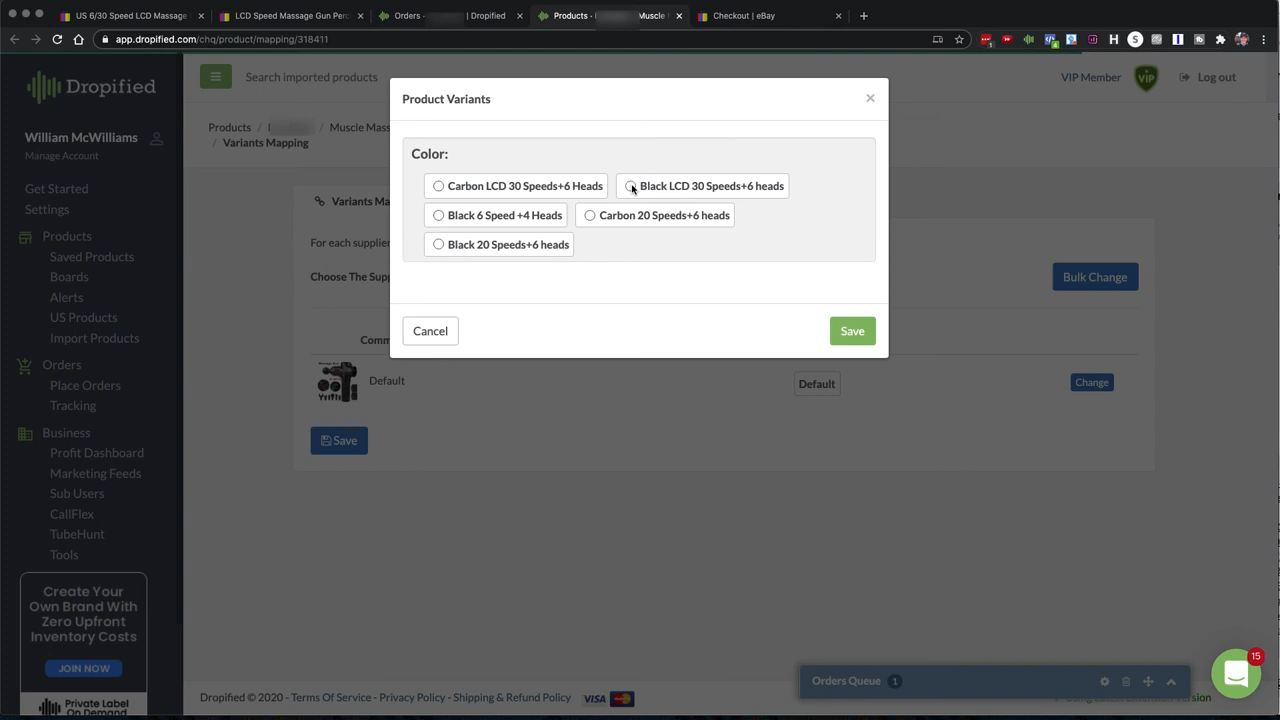 US 6/30 Speed LCD Massage
LCD Speed Massage Gun Perc
Orders - | Dropified
Products - Muscle
Checkout | eBay
app.dropified.com/chq/product/mapping/318411
Dropified
Search imported products
VIP Member
VIP
Log out
William McWilliams
Manage Account
Get Started
Settings
Products
Saved Products
Boards
Alerts
US Products
Import Products
Orders
Place Orders
Tracking
Business
Profit Dashboard
Marketing Feeds
Sub Users
CallFlex
TubeHunt
Tools
Create Your
Own Brand With
Zero Upfront
Inventory Costs
JOIN NOW
Private Label
On Demand
Products / / Muscle Mas
/ Variants Mapping
Variants Ma
For each supplier
Choose The Supp
Bulk Change
Comm
Default
Default
Change
Save
Product Variants
×
Color:
Carbon LCD 30 Speeds+6 Heads
Black LCD 30 Speeds+6 heads
Black 6 Speed +4 Heads
Carbon 20 Speeds+6 heads
Black 20 Speeds+6 heads
Cancel
Save
Orders Queue 1
15
Dropified © 2020 - Terms Of Service - Privacy Policy - Shipping & Refund Policy
VISA